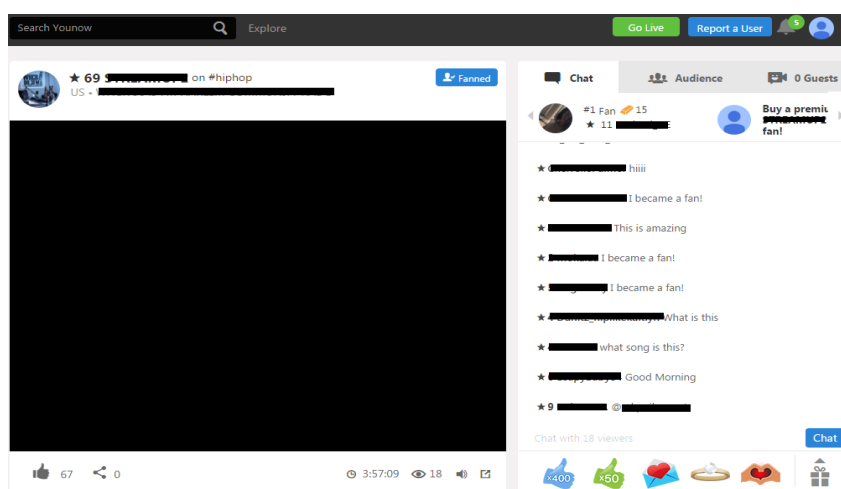 Search Younow
Explore
Go Live
Report a User
5
★ 69
on #hiphop
Fanned
US •
Chat
Audience
0 Guests
#1 Fan 15
★ 11
Buy a premiu
fan!
★ hiiii
★ I became a fan!
★ This is amazing
★ I became a fan!
★ I became a fan!
★ What is this
★ what song is this?
★ Good Morning
★ 9 @
Chat with 18 viewers
Chat
67
0
3:57:09
18
x400
x50